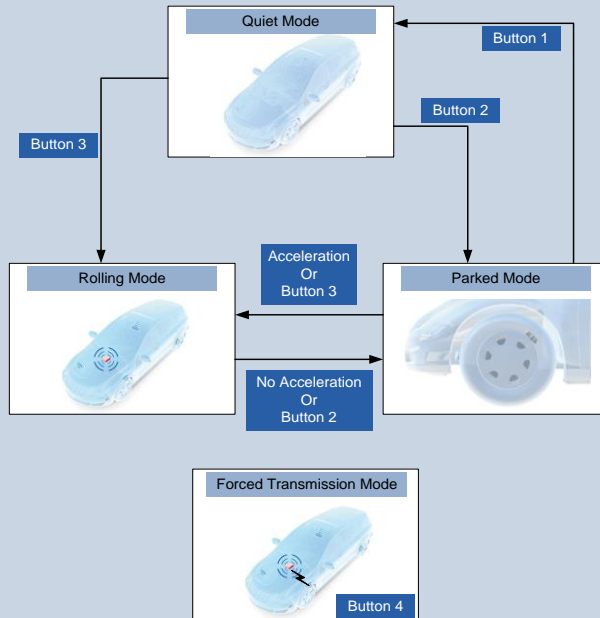 Quiet Mode
Button 1
Button 2
Button 3
Rolling Mode
Acceleration
Or
Button 3
Parked Mode
No Acceleration
Or
Button 2
Forced Transmission Mode
Button 4